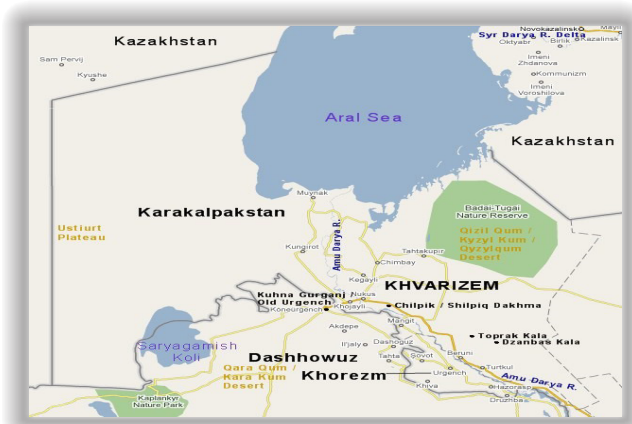 Kazakhstan
Novokazalinsk
Syr Darya R. Delta
Oktyabr
Birlik
Kazalinsk
Sam Pervij
Kyushe
Imeni
Zhdanova
Kommunizm
Imeni
Voroshilova
Aral Sea
Kazakhstan
Muynak
Karakalpakstan
Badai-Tugai
Nature Reserve
Ustiurt
Plateau
Amu Darya R.
Qizil Qum /
Kyzyl Kum /
Qyzylqum
Desert
Kungirot
Tahtakupir
Chimbay
Kegayli
KHVARIZEM
Kuhna Gurganj /
Old Urgench
Nukus
Koneurgench
Khojayli
Chilpik / Shilpiq Dakhma
Akdepe
Mangit
Toprak Kala
Dzanbas Kala
Saryagamish
Koli
Il'jaly
Dashoguz
Dashhowuz
Tahta
Sovot
Beruni
Qara Qum /
Kara Kum
Desert
Khorezm
Urgench
Turtkul
Amu Darya R.
Khiva
Hazorasp
Druzhba
Kaplankyr
Nature Park